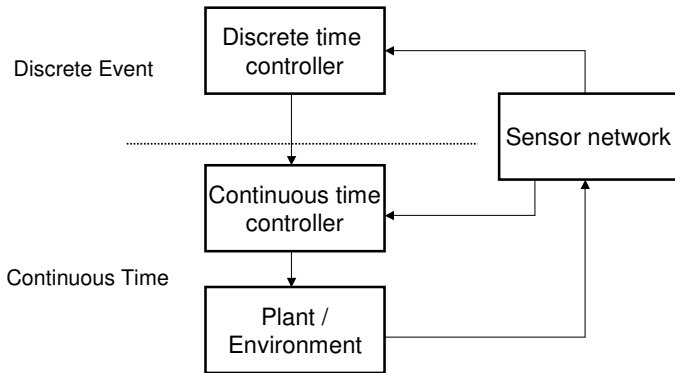 Discrete time
controller
Discrete Event
Sensor network
Continuous time
controller
Continuous Time
Plant /
Environment